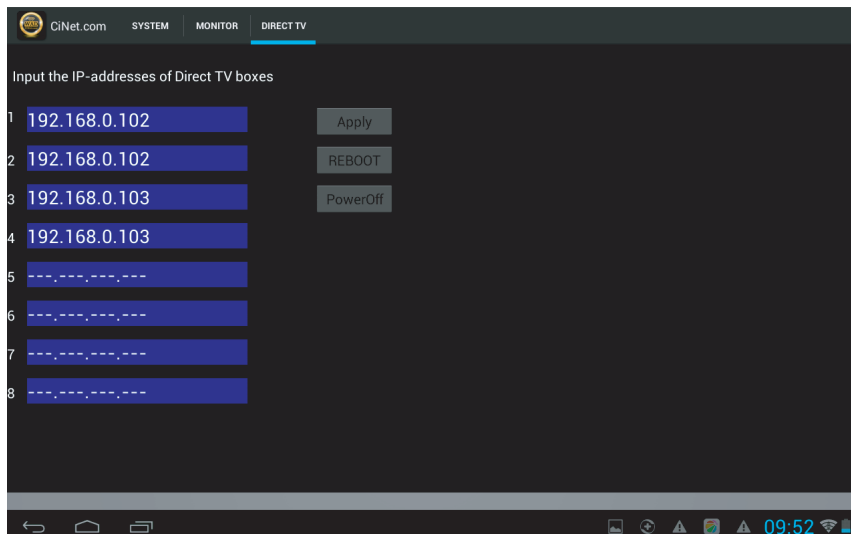 CiNet.com SYSTEM MONITOR DIRECT TV
Input the IP-addresses of Direct TV boxes
1 192.168.0.102 Apply
2 192.168.0.102 REBOOT
3 192.168.0.103 PowerOff
4 192.168.0.103
5 ---.---.---.---
6 ---.---.---.---
7 ---.---.---.---
8 ---.---.---.---
09:52